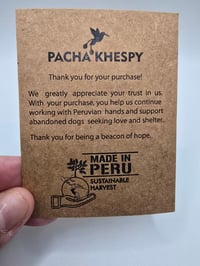 PACHA KHESPY
Thank you for your purchase!
We greatly appreciate your trust in us.
With your purchase, you help us continue
working with Peruvian hands and support
abandoned dogs seeking love and shelter.
Thank you for being a beacon of hope.
MADE IN
PERU
SUSTAINABLE
HARVEST